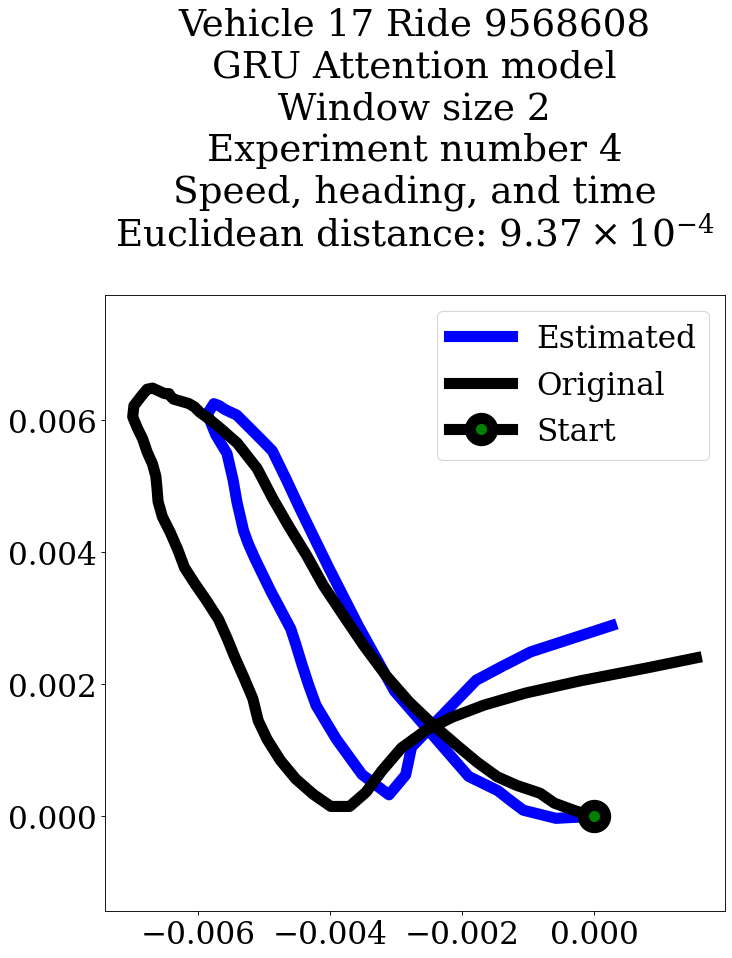 Vehicle 17 Ride 9568608
GRU Attention model
Window size 2
Experiment number 4
Speed, heading, and time
Euclidean distance: 9.37 × 10⁻⁴
Estimated
Original
Start
0.006
0.004
0.002
0.000
−0.006 −0.004 −0.002 0.000